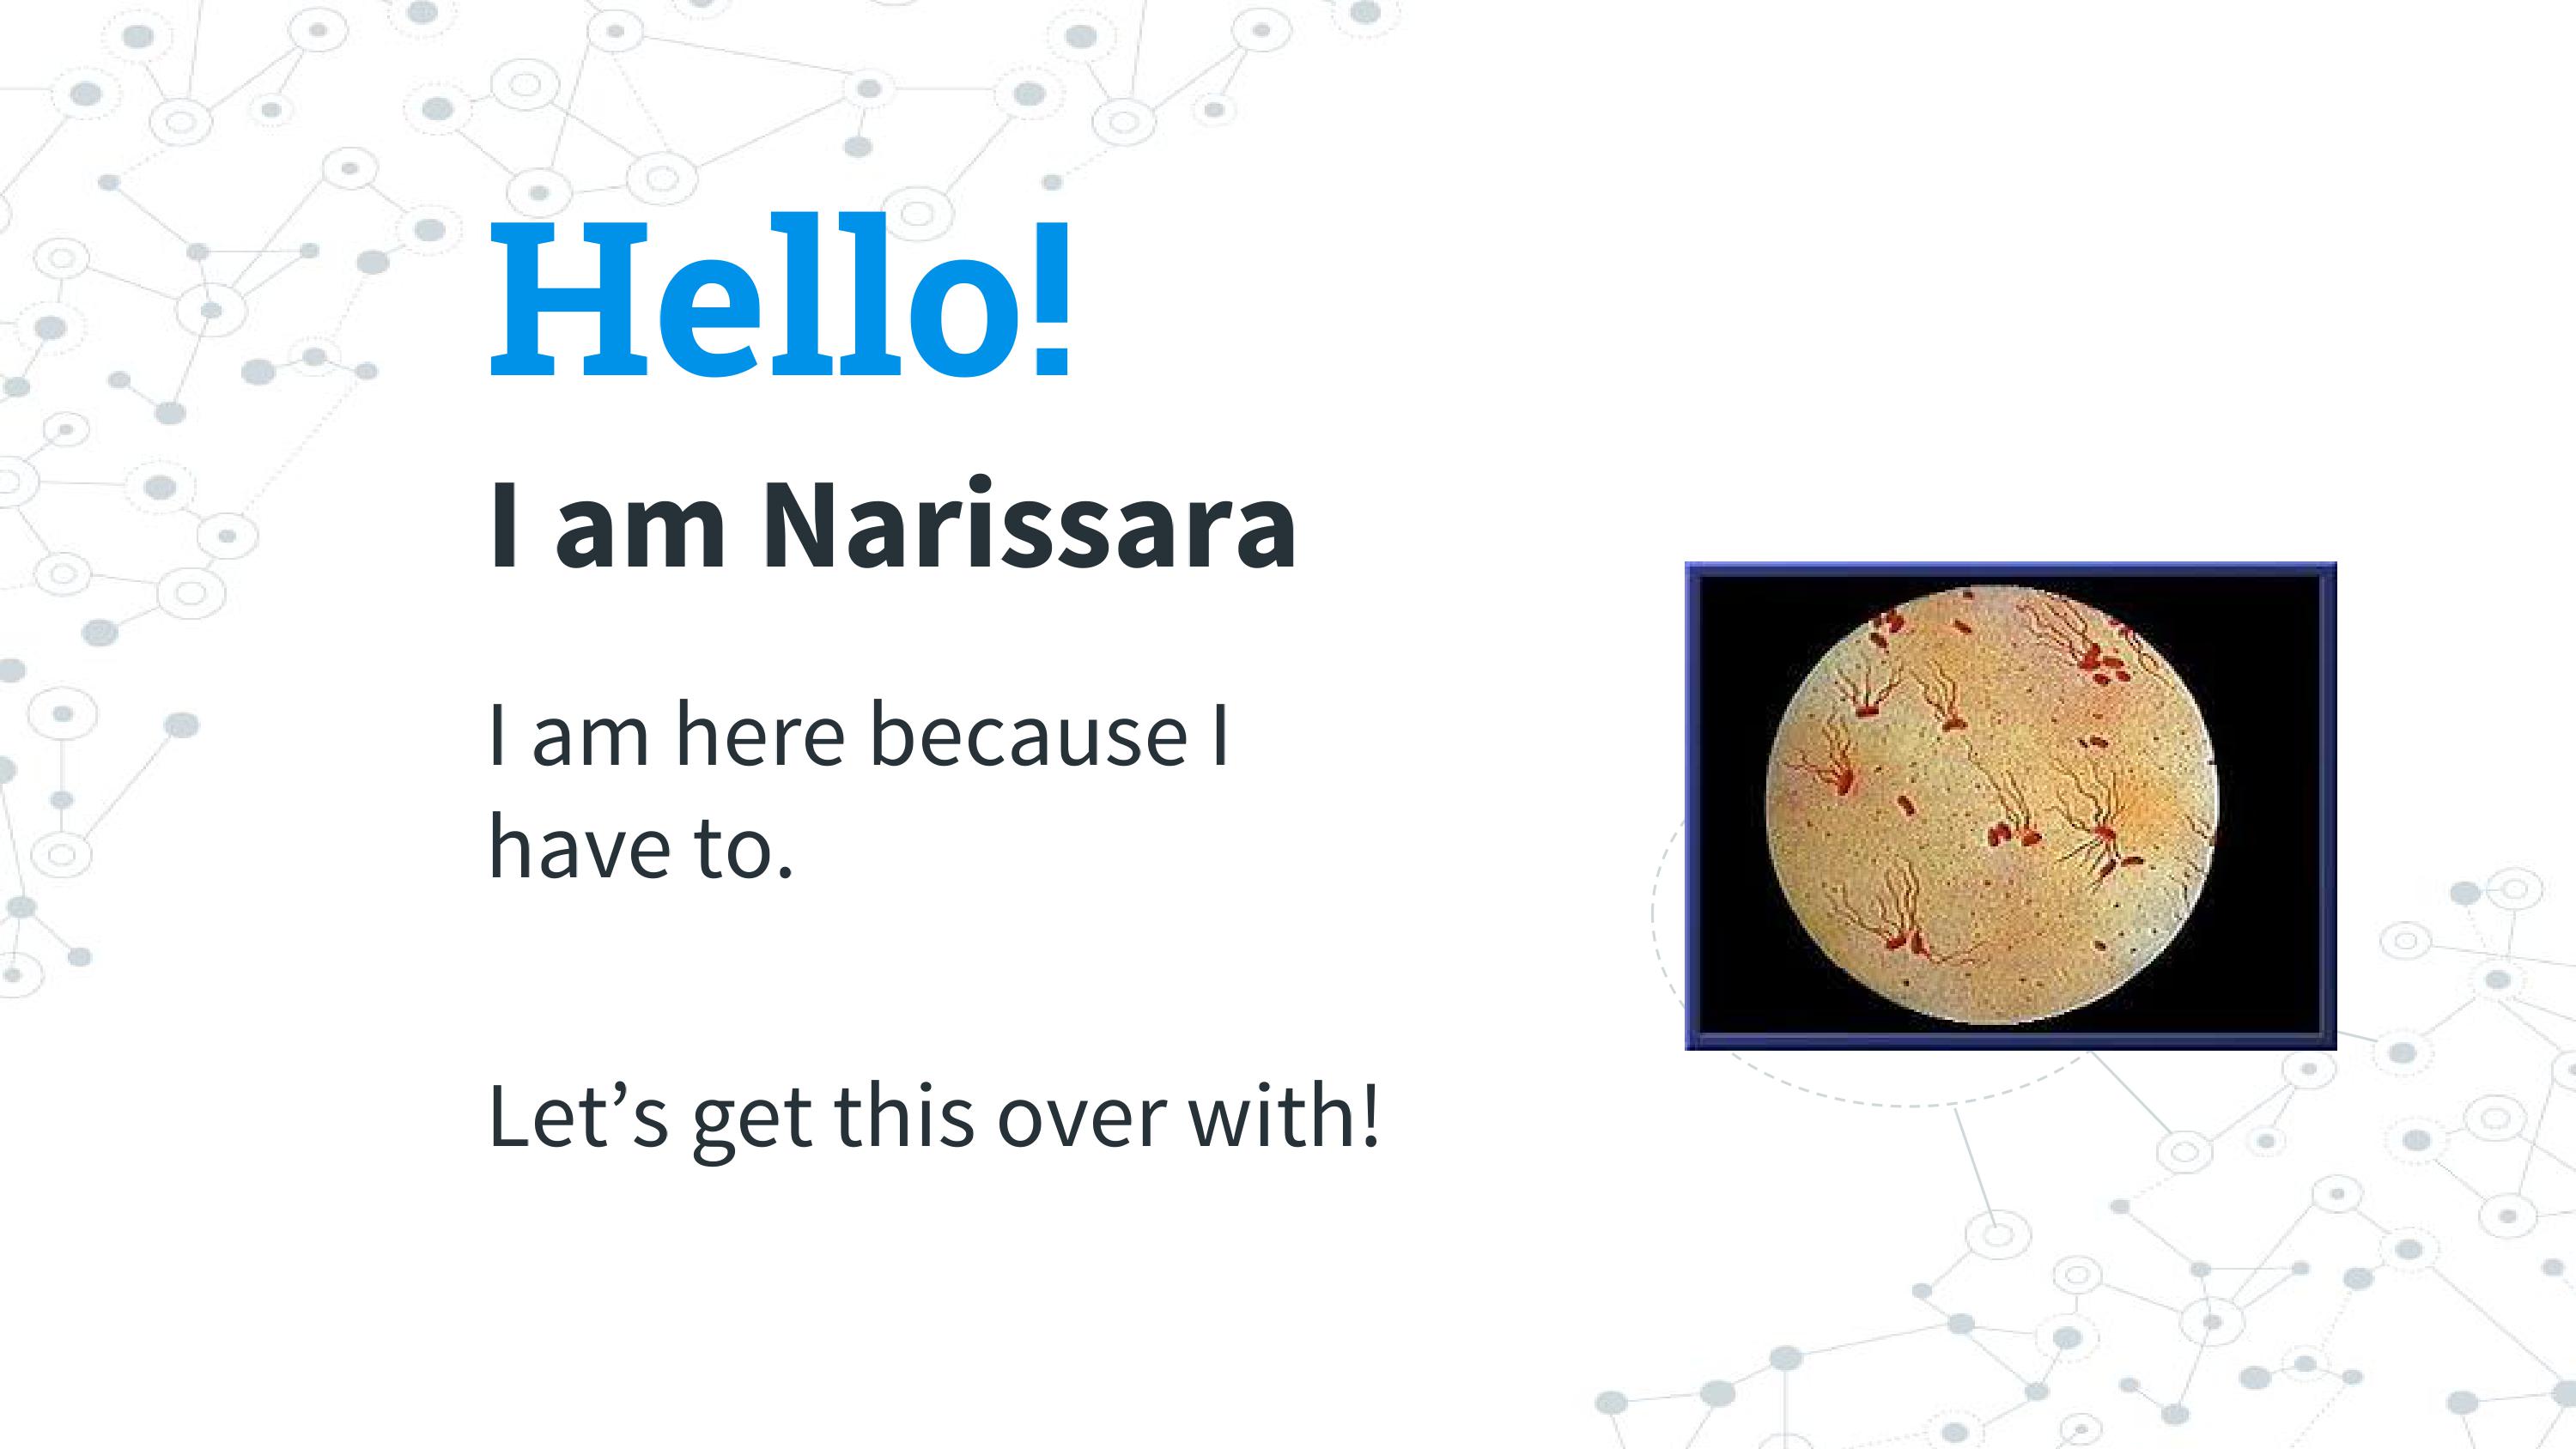 Hello!
I am Narissara
I am here because I
have to.
Let’s get this over with!